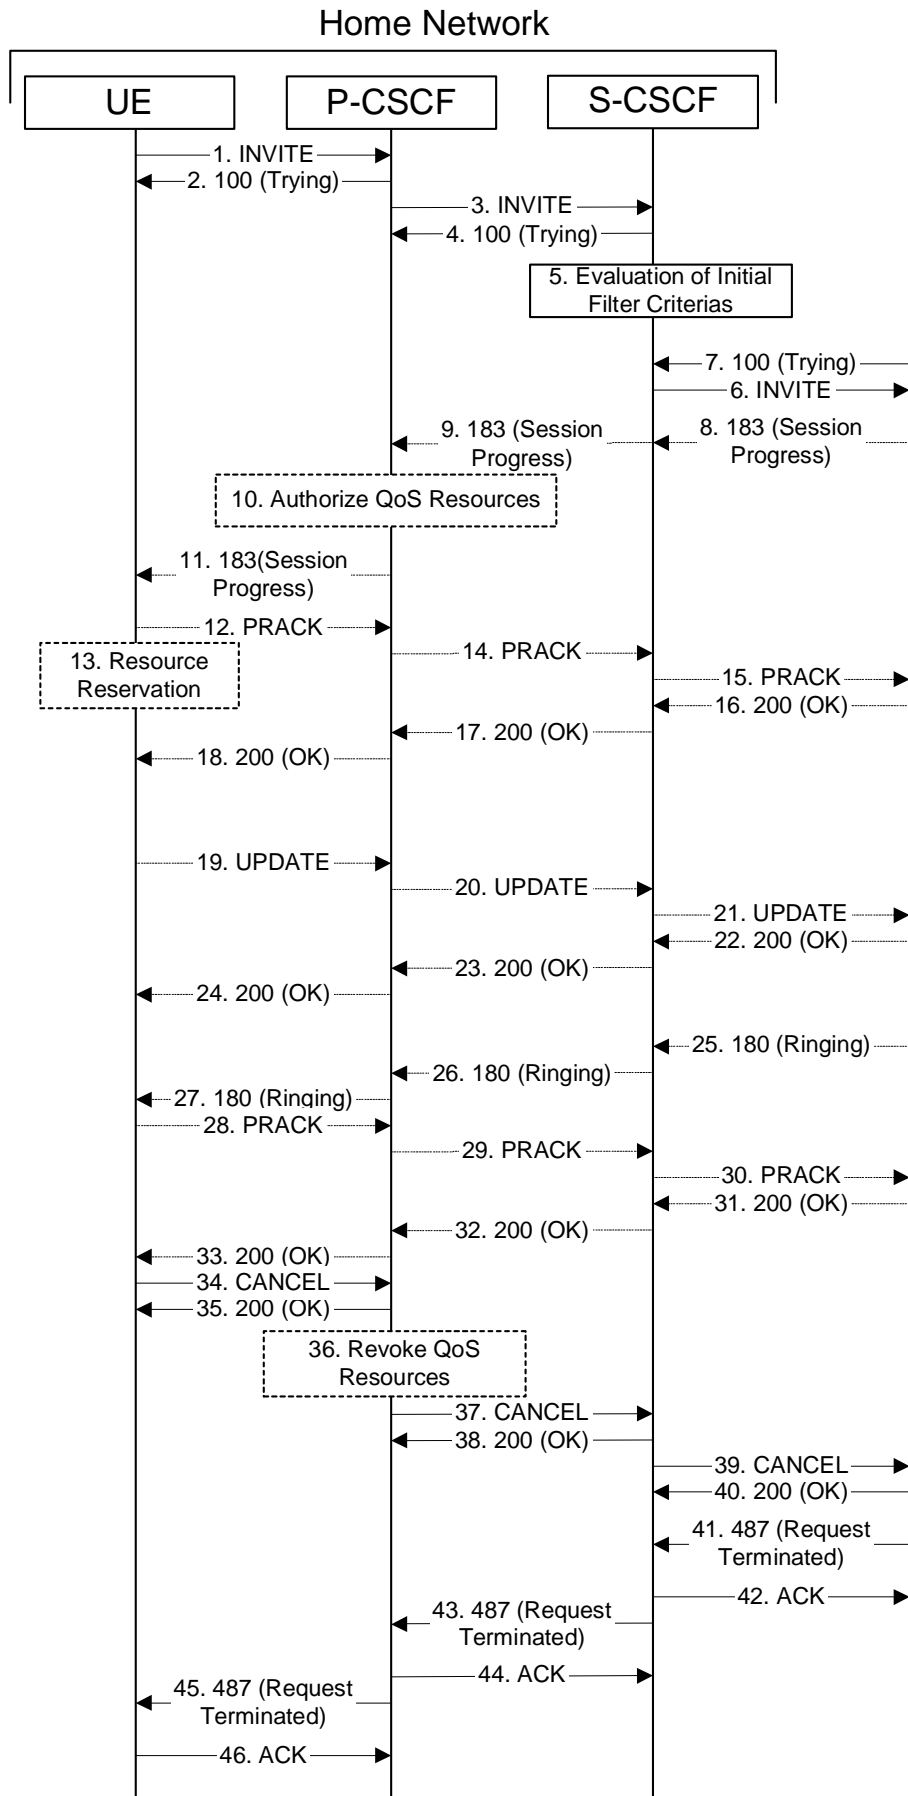 Home Network
UE
P-CSCF
S-CSCF
1. INVITE
2. 100 (Trying)
3. INVITE
4. 100 (Trying)
5. Evaluation of Initial
Filter Criterias
7. 100 (Trying)
6. INVITE
9. 183 (Session
Progress)
8. 183 (Session
Progress)
10. Authorize QoS Resources
11. 183(Session
Progress)
12. PRACK
13. Resource
Reservation
14. PRACK
15. PRACK
16. 200 (OK)
17. 200 (OK)
18. 200 (OK)
19. UPDATE
20. UPDATE
21. UPDATE
22. 200 (OK)
23. 200 (OK)
24. 200 (OK)
25. 180 (Ringing)
26. 180 (Ringing)
27. 180 (Ringing)
28. PRACK
29. PRACK
30. PRACK
31. 200 (OK)
32. 200 (OK)
33. 200 (OK)
34. CANCEL
35. 200 (OK)
36. Revoke QoS
Resources
37. CANCEL
38. 200 (OK)
39. CANCEL
40. 200 (OK)
41. 487 (Request
Terminated)
42. ACK
43. 487 (Request
Terminated)
44. ACK
45. 487 (Request
Terminated)
46. ACK